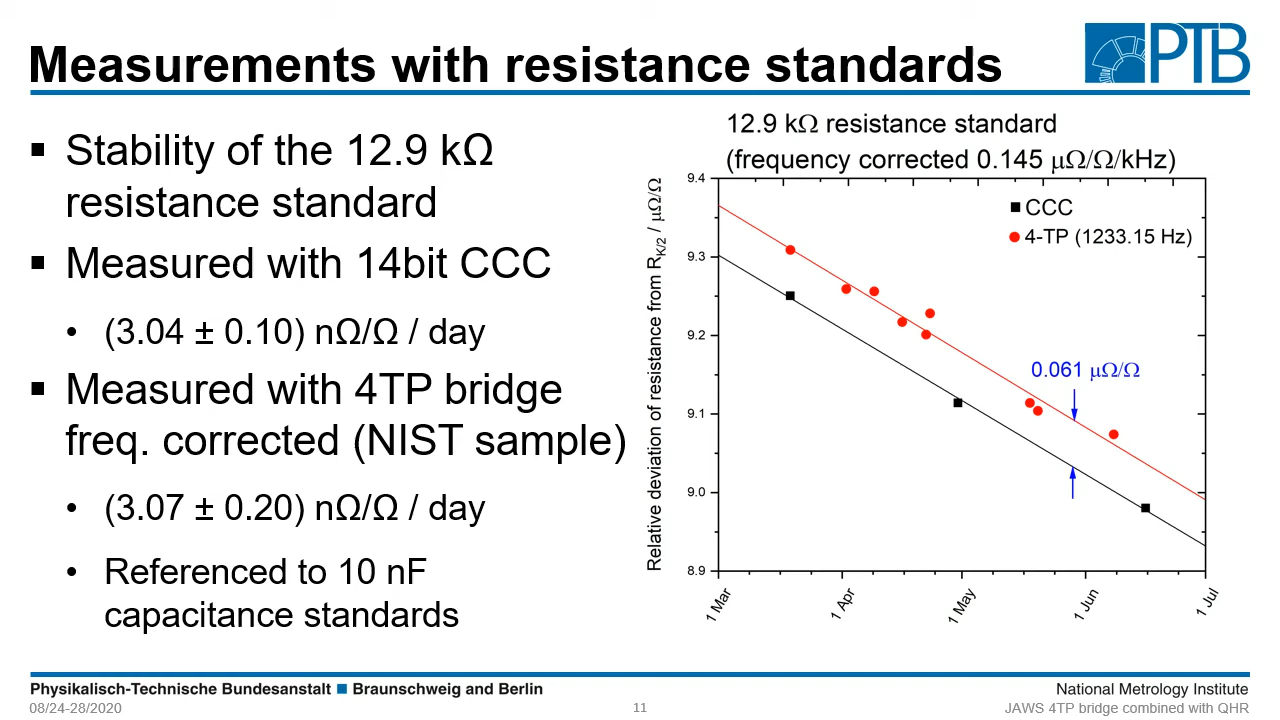 Measurements with resistance standards
PTB
▪ Stability of the 12.9 kΩ
resistance standard
▪ Measured with 14bit CCC
• (3.04 ± 0.10) nΩ/Ω / day
▪ Measured with 4TP bridge
freq. corrected (NIST sample)
• (3.07 ± 0.20) nΩ/Ω / day
• Referenced to 10 nF
capacitance standards
12.9 kΩ resistance standard
(frequency corrected 0.145 μΩ/Ω/kHz)
Relative deviation of resistance from R_K/2 / μΩ/Ω
9.4
9.3
9.2
9.1
9.0
8.9
CCC
4-TP (1233.15 Hz)
0.061 μΩ/Ω
1 Mar
1 Apr
1 May
1 Jun
1 Jul
Physikalisch-Technische Bundesanstalt ■ Braunschweig and Berlin
National Metrology Institute
08/24-28/2020
11
JAWS 4TP bridge combined with QHR